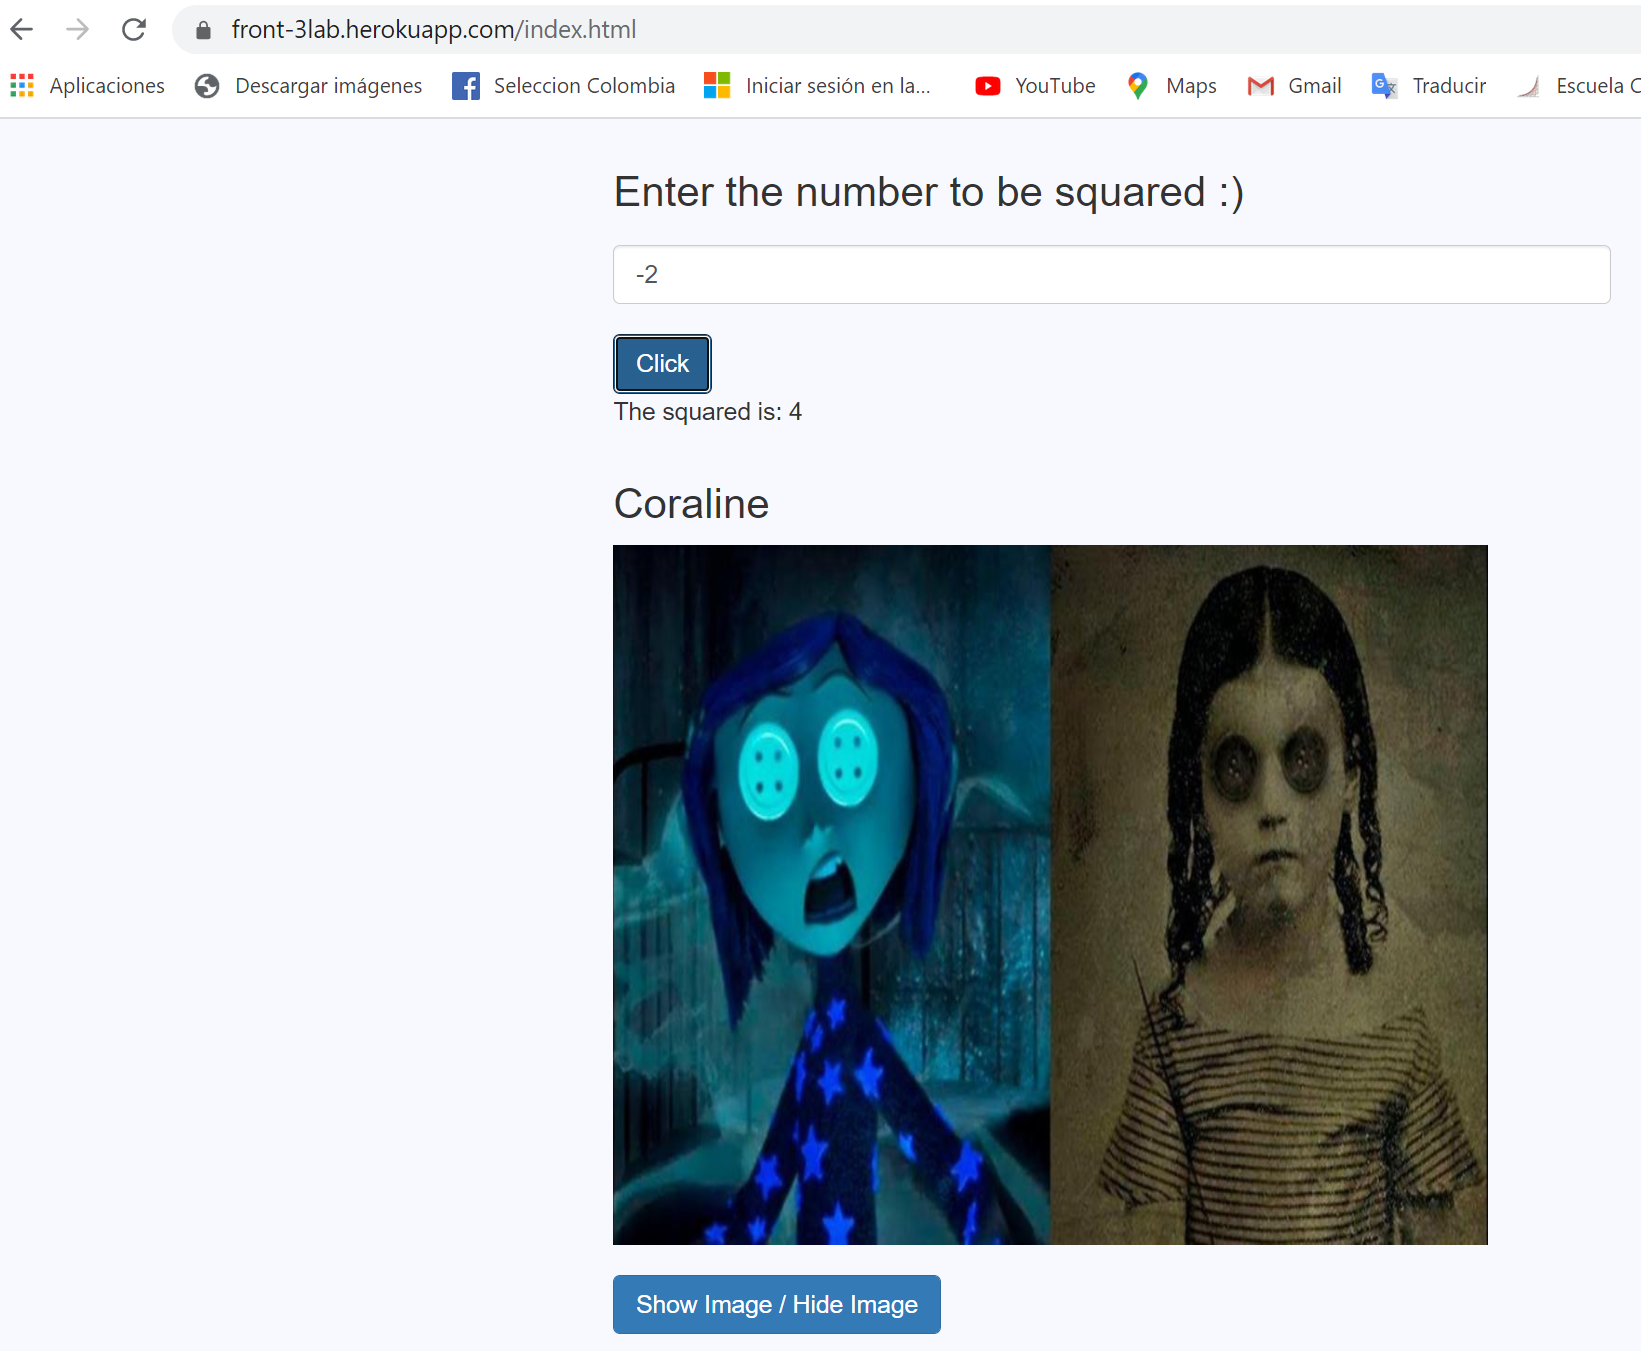 front-3lab.herokuapp.com/index.html
Aplicaciones Descargar imágenes Seleccion Colombia Iniciar sesión en la... YouTube Maps Gmail Traducir Escuela C
Enter the number to be squared :)
-2
Click
The squared is: 4
Coraline
Show Image / Hide Image